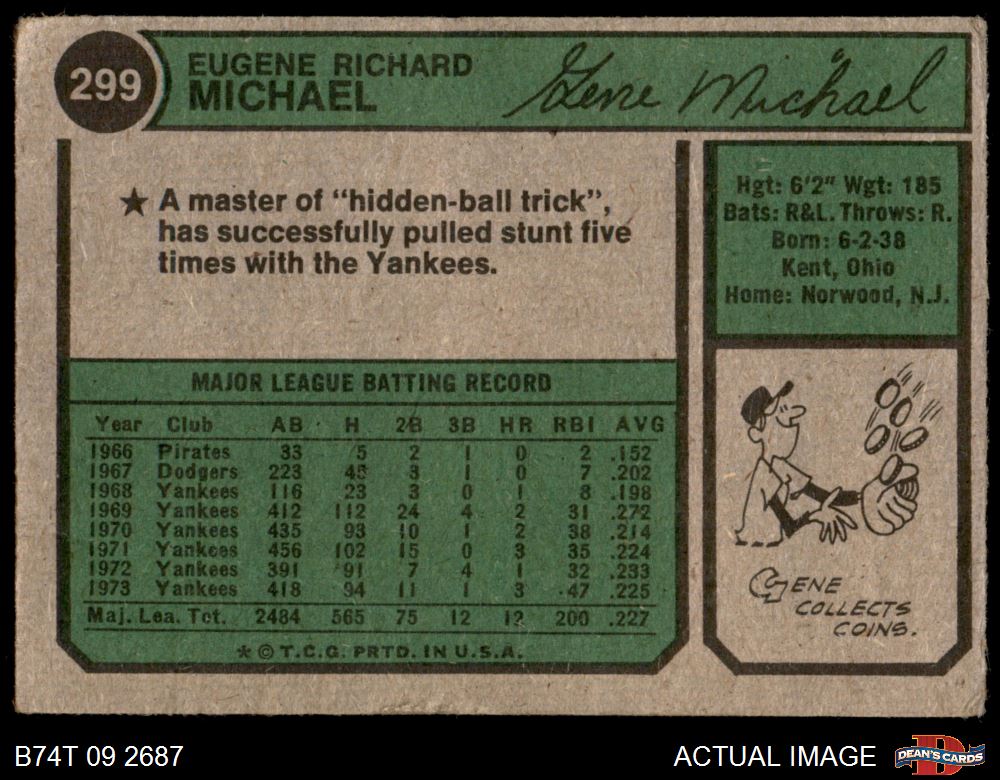 299
EUGENE RICHARD
MICHAEL
Gene Michael
★ A master of “hidden-ball trick”,
has successfully pulled stunt five
times with the Yankees.
Hgt: 6'2" Wgt: 185
Bats: R&L. Throws: R.
Born: 6-2-38
Kent, Ohio
Home: Norwood, N.J.
MAJOR LEAGUE BATTING RECORD
Year Club AB H 2B 3B HR RBI AVG
1966 Pirates 33 5 2 1 0 2 .152
1967 Dodgers 223 45 3 1 0 7 .202
1968 Yankees 116 23 3 0 1 8 .198
1969 Yankees 412 112 24 4 2 31 .272
1970 Yankees 435 93 10 1 2 38 .214
1971 Yankees 456 102 15 0 3 35 .224
1972 Yankees 391 91 7 4 1 32 .233
1973 Yankees 418 94 11 1 3 47 .225
Maj. Lea. Tot. 2484 565 75 12 12 200 .227
* © T.C.G. PRTD. IN U.S.A.
GENE
COLLECTS
COINS.
B74T 09 2687
ACTUAL IMAGE
DEAN'S CARDS